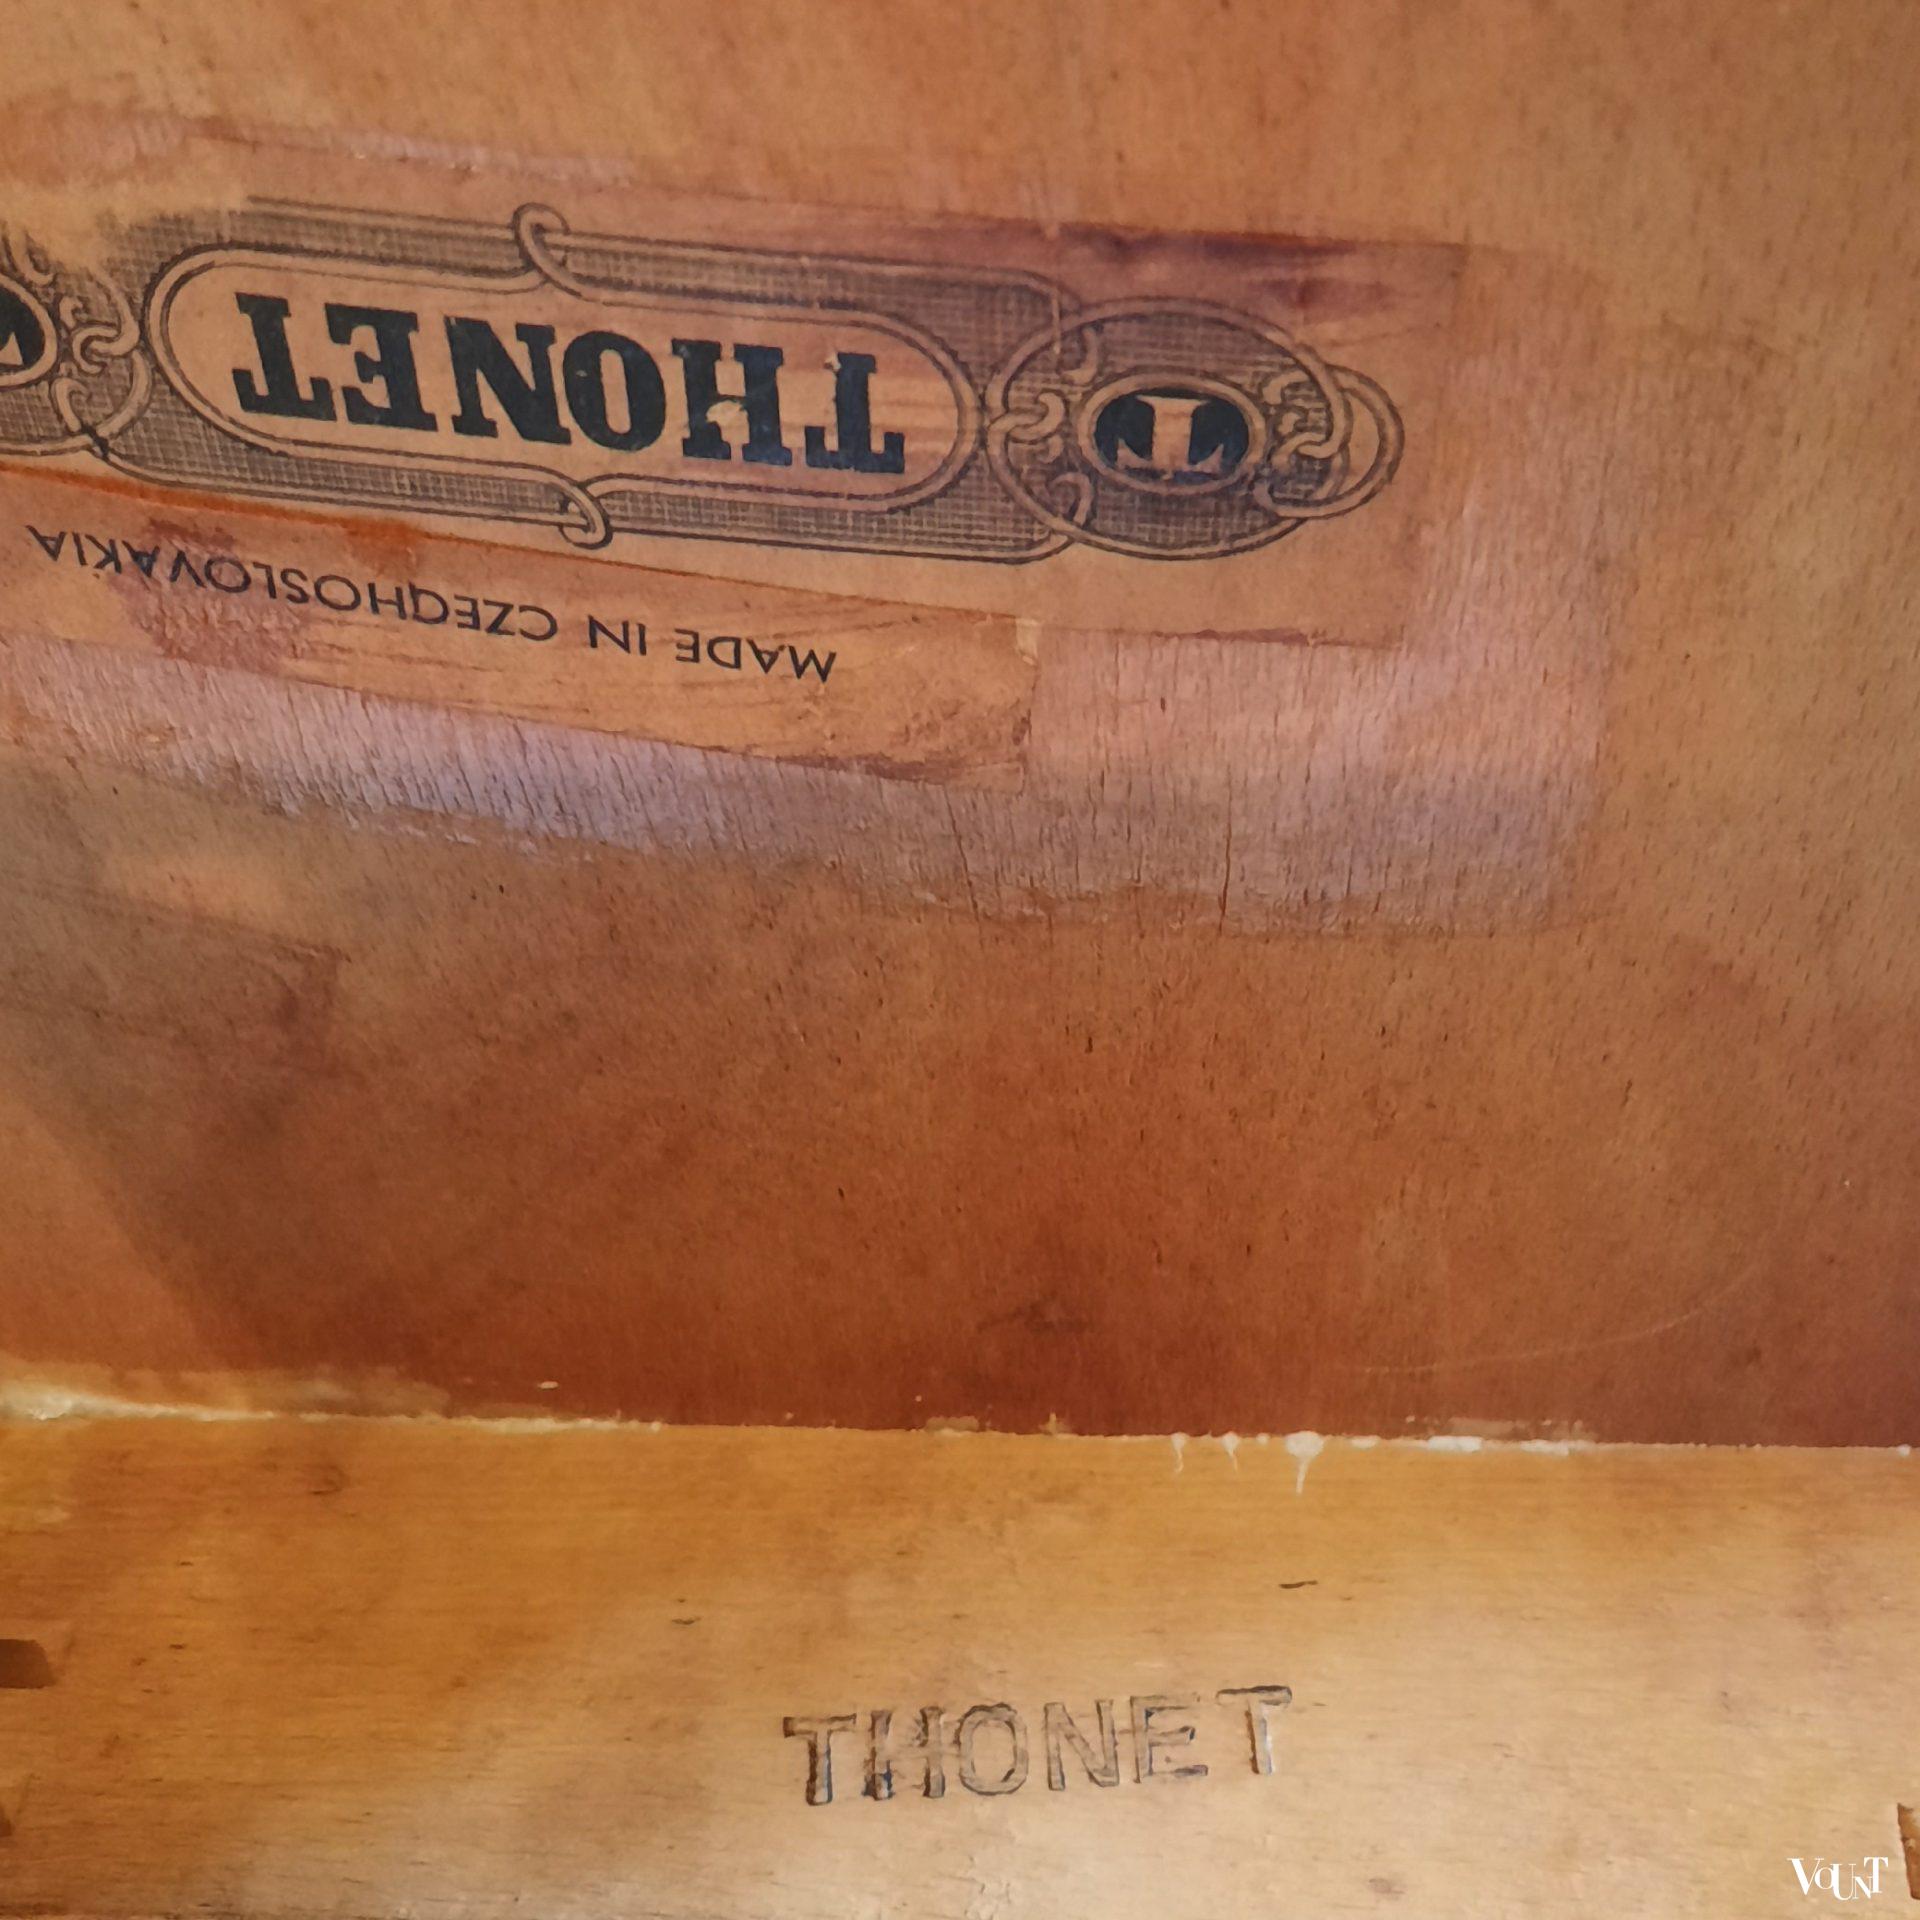 THONET T
MADE IN CZECHOSLOVAKIA
THONET
VOUNT